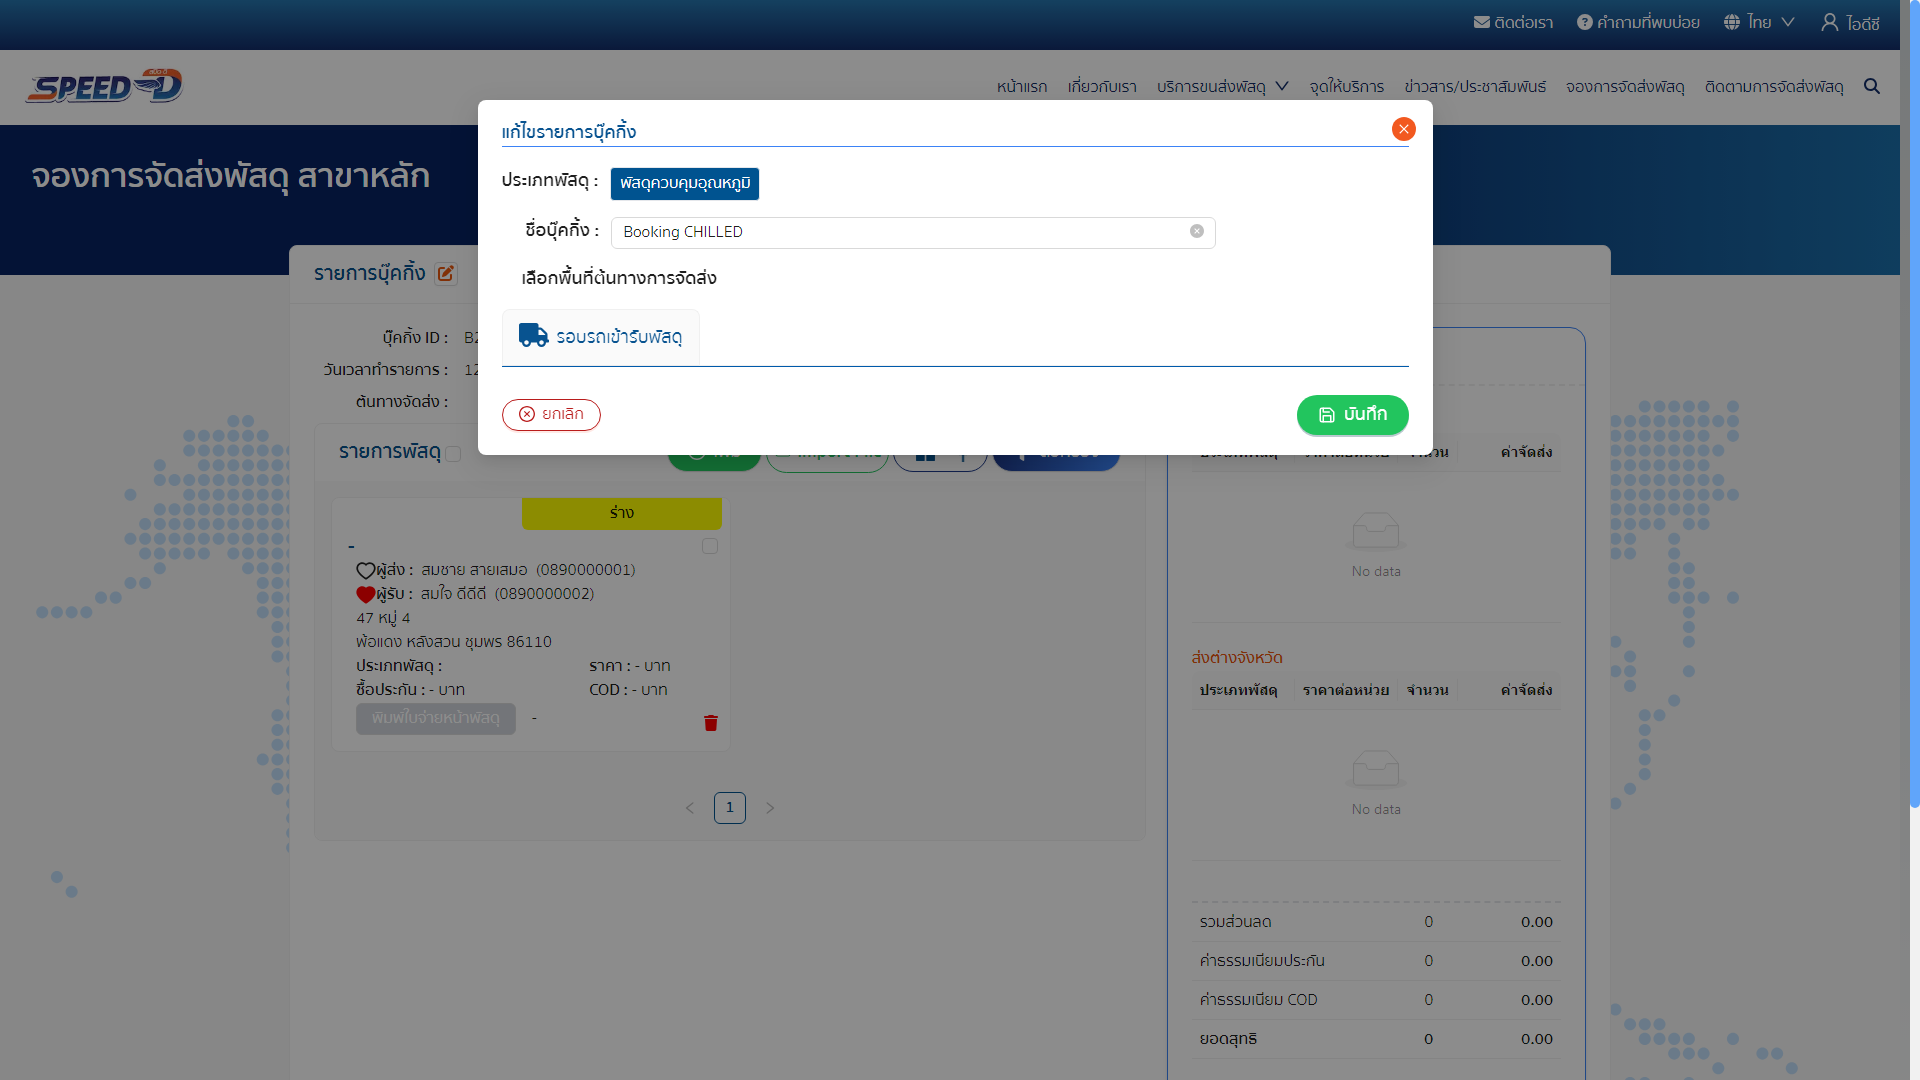 ติดต่อเรา
คำถามที่พบบ่อย
ไทย
ไอดีซี
สปีด-ดี
SPEED-D
หน้าแรก
เกี่ยวกับเรา
บริการขนส่งพัสดุ
จุดให้บริการ
ข่าวสาร/ประชาสัมพันธ์
จองการจัดส่งพัสดุ
ติดตามการจัดส่งพัสดุ
จองการจัดส่งพัสดุ สาขาหลัก
แก้ไขรายการบุ๊คกิ้ง
ประเภทพัสดุ : พัสดุควบคุมอุณหภูมิ
ชื่อบุ๊คกิ้ง : Booking CHILLED
เลือกพื้นที่ต้นทางการจัดส่ง
รอบรถเข้ารับพัสดุ
ยกเลิก
บันทึก
รายการบุ๊คกิ้ง
บุ๊คกิ้ง ID :
วันเวลาทำรายการ :
ต้นทางจัดส่ง :
รายการพัสดุ
ร่าง
-
ผู้ส่ง : สมชาย สายเสมอ (0890000001)
ผู้รับ : สมใจ ดีดีดี (0890000002)
47 หมู่ 4
พ้อแดง หลังสวน ชุมพร 86110
ประเภทพัสดุ :
ราคา : - บาท
ซื้อประกัน : - บาท
COD : - บาท
พิมพ์ใบจ่ายหน้าพัสดุ
-
1
ค่าจัดส่ง
No data
ส่งต่างจังหวัด
ประเภทพัสดุ ราคาต่อหน่วย จำนวน ค่าจัดส่ง
No data
รวมส่วนลด 0 0.00
ค่าธรรมเนียมประกัน 0 0.00
ค่าธรรมเนียม COD 0 0.00
ยอดสุทธิ 0 0.00